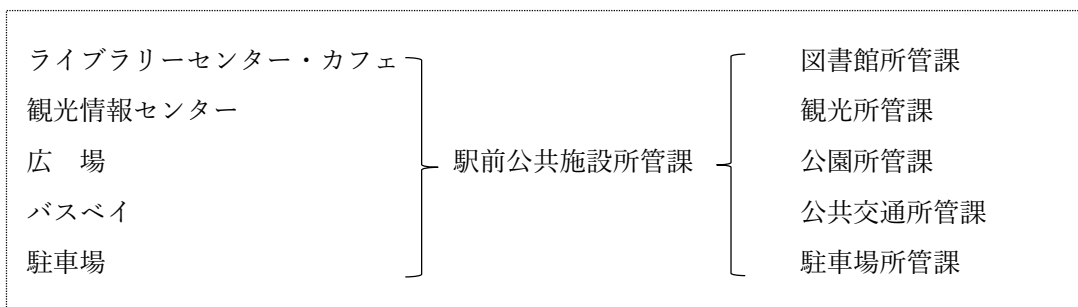 ライブラリーセンター・カフェ 図書館所管課
観光情報センター 観光所管課
広　場 駅前公共施設所管課 公園所管課
バスベイ 公共交通所管課
駐車場 駐車場所管課